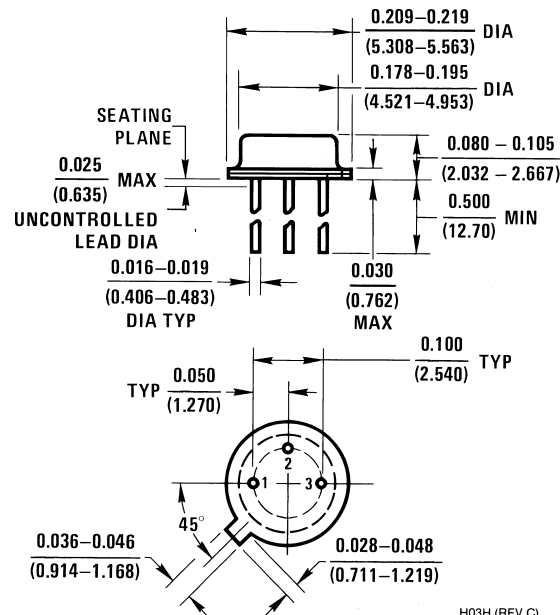 0.209–0.219
(5.308–5.563) DIA
0.178–0.195
(4.521–4.953) DIA
SEATING
PLANE
0.025
(0.635) MAX
UNCONTROLLED
LEAD DIA
0.080 – 0.105
(2.032 – 2.667)
0.500
(12.70) MIN
0.016–0.019
(0.406–0.483)
DIA TYP
0.030
(0.762)
MAX
0.100
(2.540) TYP
TYP 0.050
(1.270)
2
1
3
45°
0.036–0.046
(0.914–1.168)
0.028–0.048
(0.711–1.219)
H03H (REV C)